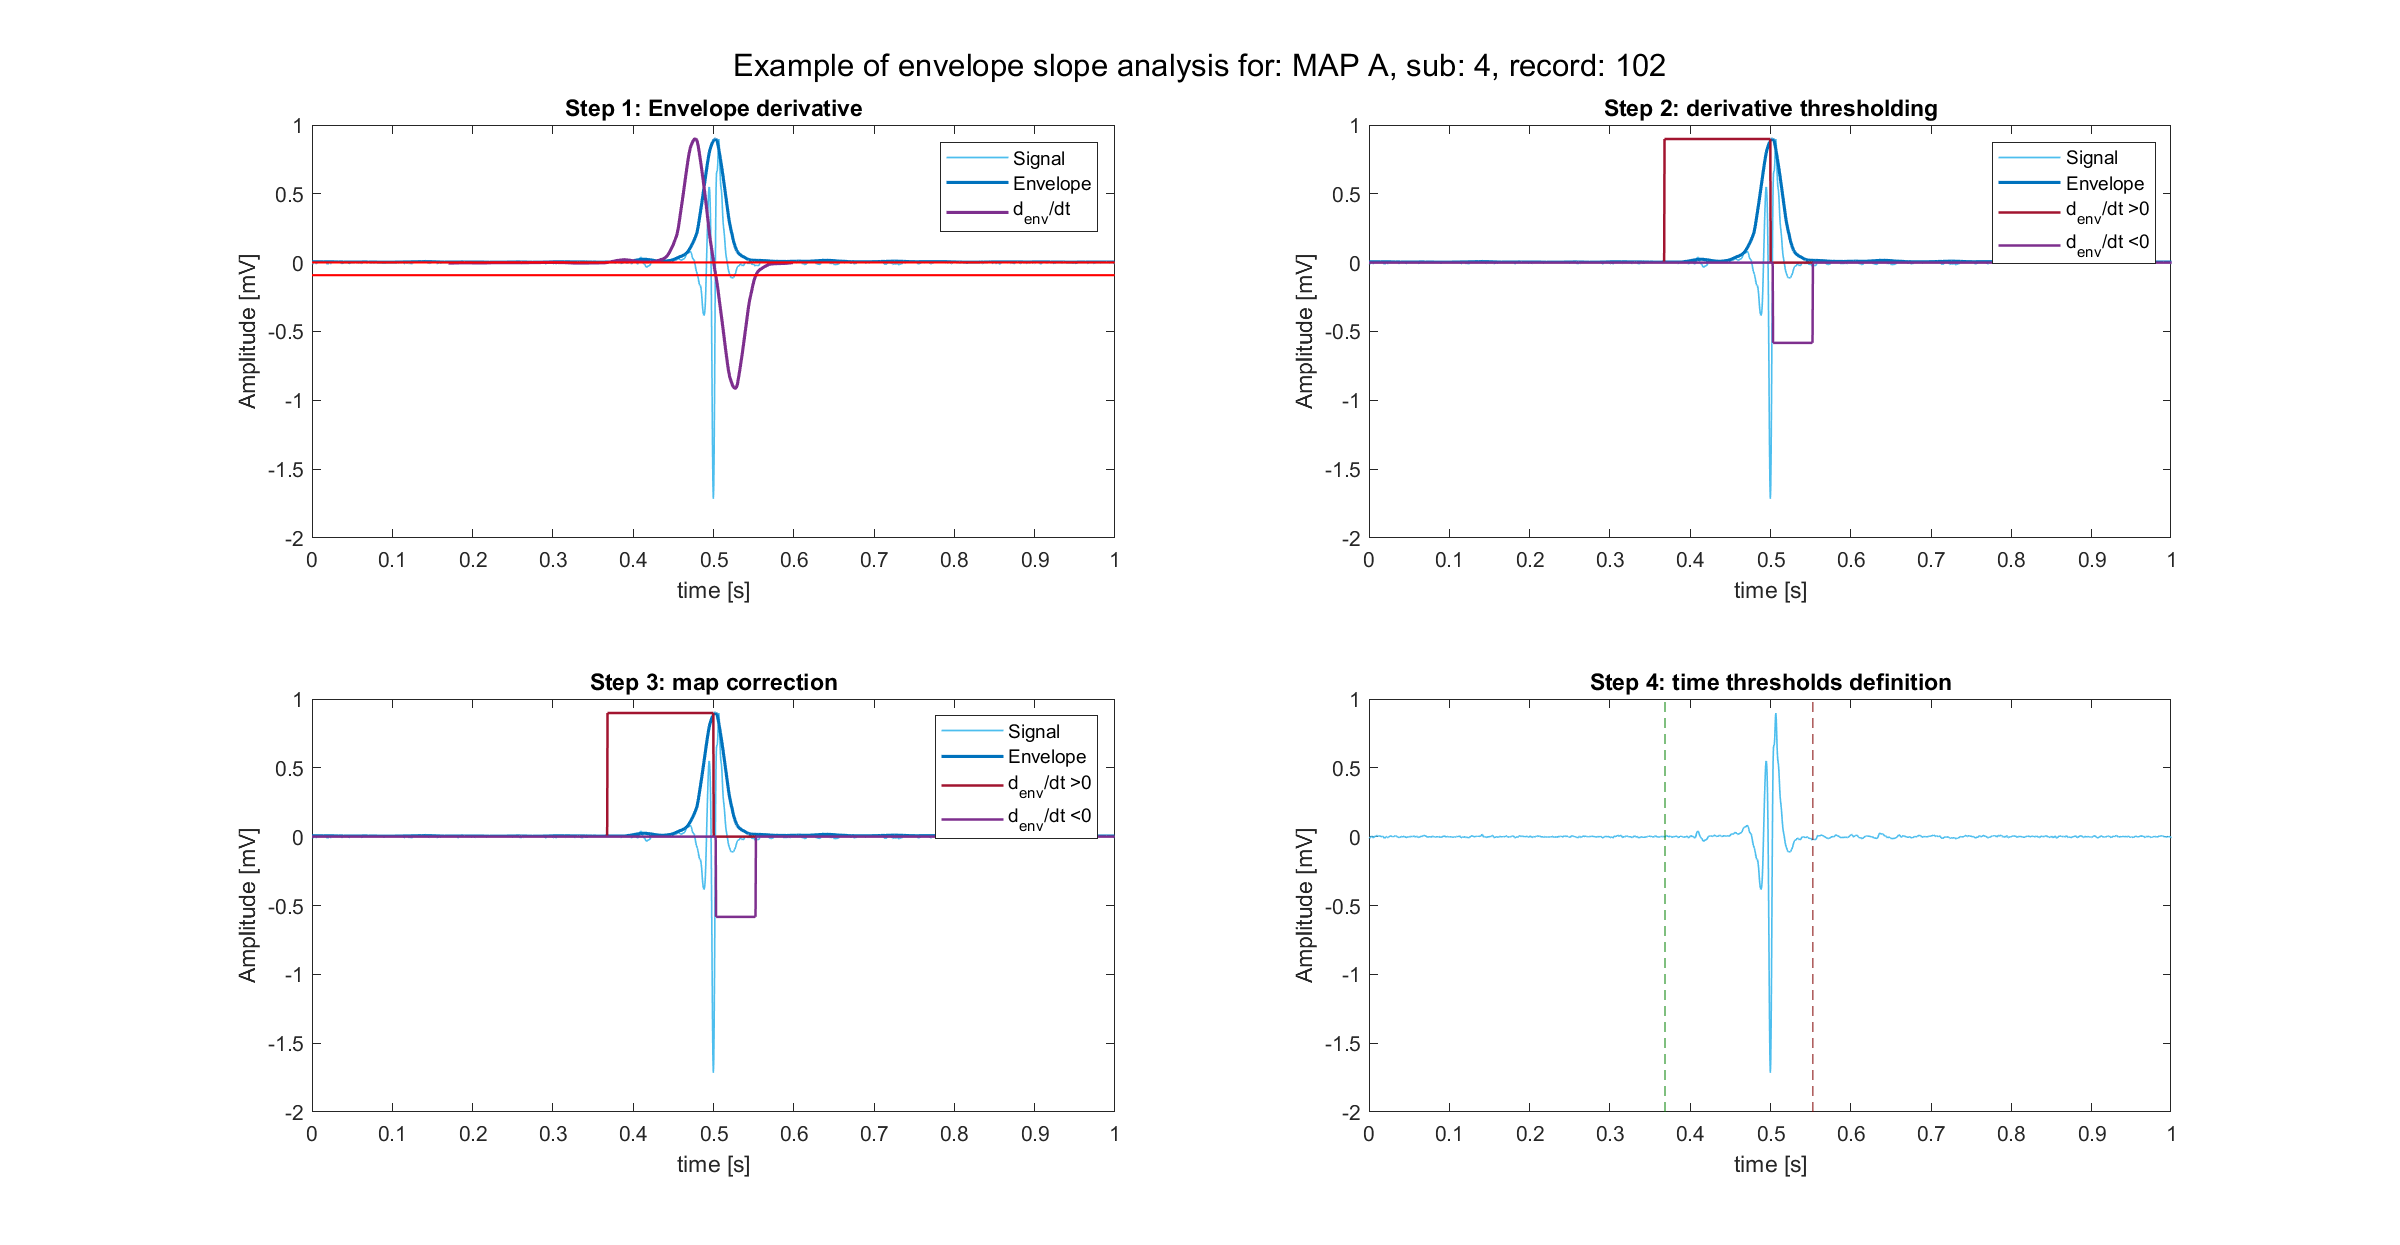 Example of envelope slope analysis for: MAP A, sub: 4, record: 102
Step 1: Envelope derivative
1
0.5
0
-0.5
-1
-1.5
-2
Amplitude [mV]
0 0.1 0.2 0.3 0.4 0.5 0.6 0.7 0.8 0.9 1
time [s]
Signal
Envelope
d_env/dt
Step 2: derivative thresholding
1
0.5
0
-0.5
-1
-1.5
-2
Amplitude [mV]
0 0.1 0.2 0.3 0.4 0.5 0.6 0.7 0.8 0.9 1
time [s]
Signal
Envelope
d_env/dt >0
d_env/dt <0
Step 3: map correction
1
0.5
0
-0.5
-1
-1.5
-2
Amplitude [mV]
0 0.1 0.2 0.3 0.4 0.5 0.6 0.7 0.8 0.9 1
time [s]
Signal
Envelope
d_env/dt >0
d_env/dt <0
Step 4: time thresholds definition
1
0.5
0
-0.5
-1
-1.5
-2
Amplitude [mV]
0 0.1 0.2 0.3 0.4 0.5 0.6 0.7 0.8 0.9 1
time [s]